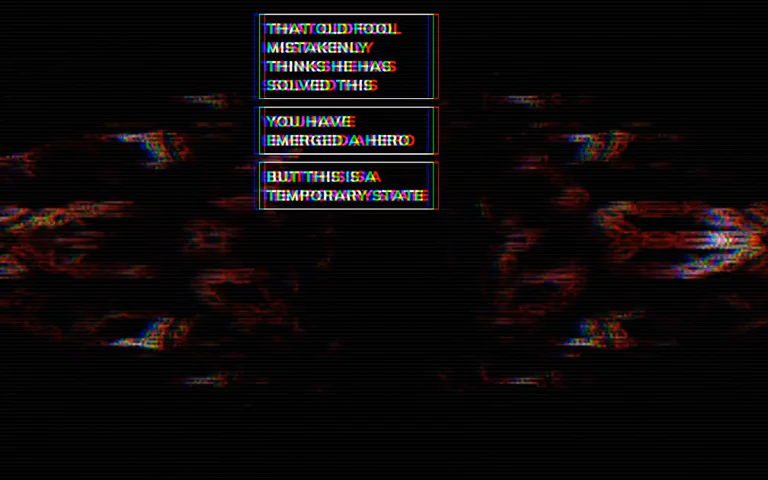 THAT OLD FOOL
MISTAKENLY
THINKS HE HAS
SOLVED THIS
YOU HAVE
EMERGED A HERO
BUT THIS IS A
TEMPORARY STATE